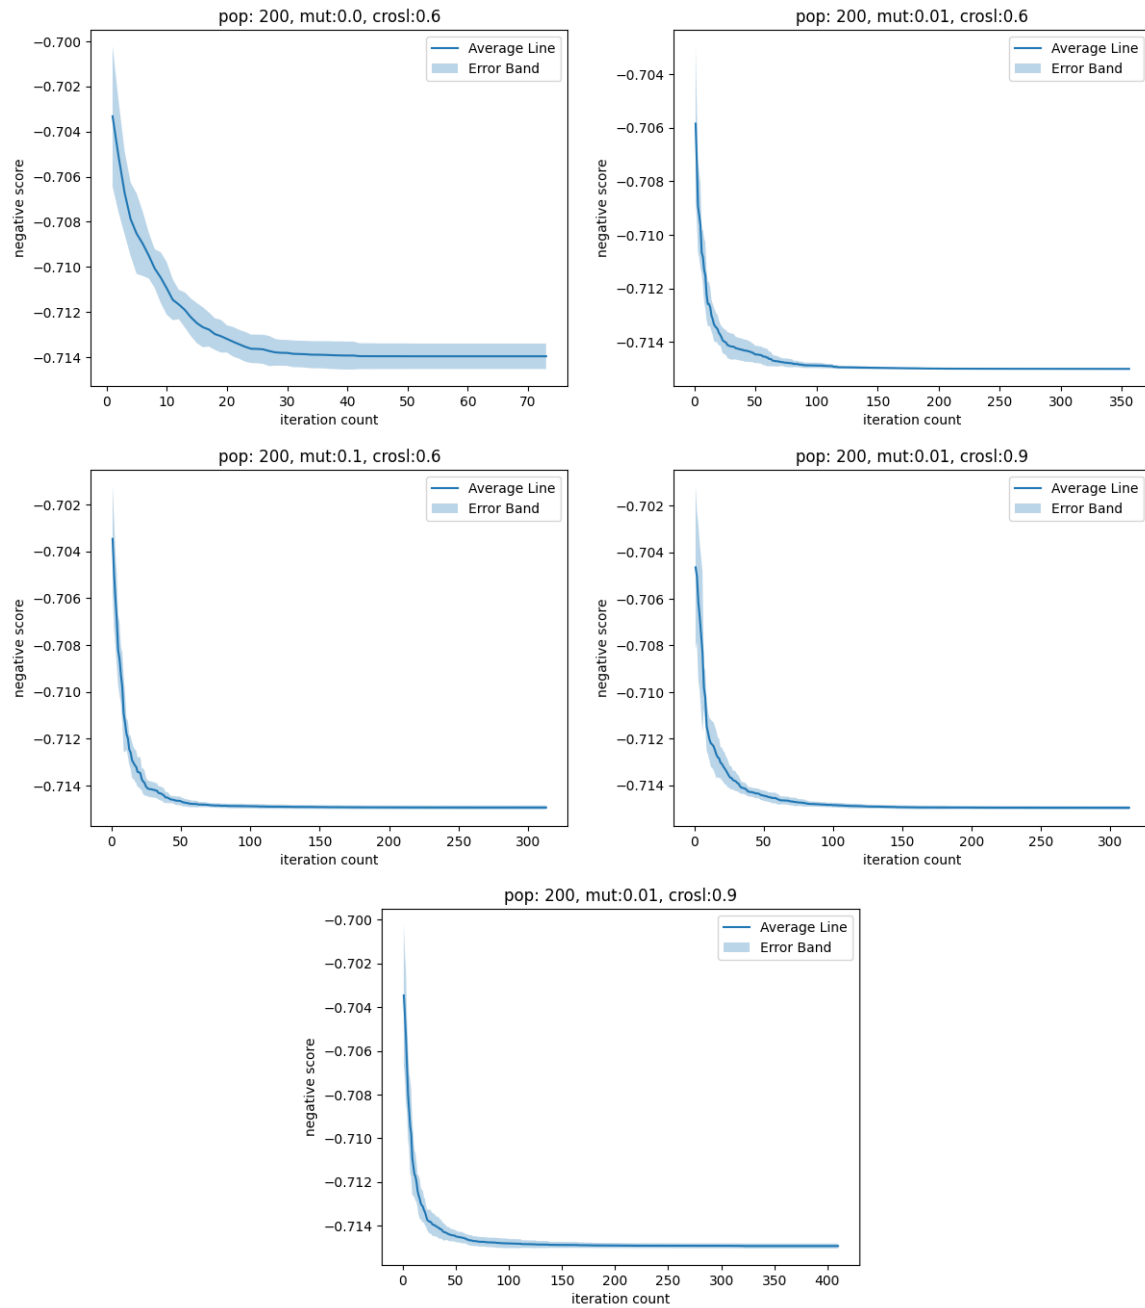 pop: 200, mut:0.0, crosl:0.6
Average Line
Error Band
−0.700
−0.702
−0.704
−0.706
−0.708
−0.710
−0.712
−0.714
negative score
0 10 20 30 40 50 60 70
iteration count
pop: 200, mut:0.01, crosl:0.6
Average Line
Error Band
−0.704
−0.706
−0.708
−0.710
−0.712
−0.714
negative score
0 50 100 150 200 250 300 350
iteration count
pop: 200, mut:0.1, crosl:0.6
Average Line
Error Band
−0.702
−0.704
−0.706
−0.708
−0.710
−0.712
−0.714
negative score
0 50 100 150 200 250 300
iteration count
pop: 200, mut:0.01, crosl:0.9
Average Line
Error Band
−0.702
−0.704
−0.706
−0.708
−0.710
−0.712
−0.714
negative score
0 50 100 150 200 250 300
iteration count
pop: 200, mut:0.01, crosl:0.9
Average Line
Error Band
−0.700
−0.702
−0.704
−0.706
−0.708
−0.710
−0.712
−0.714
negative score
0 50 100 150 200 250 300 350 400
iteration count